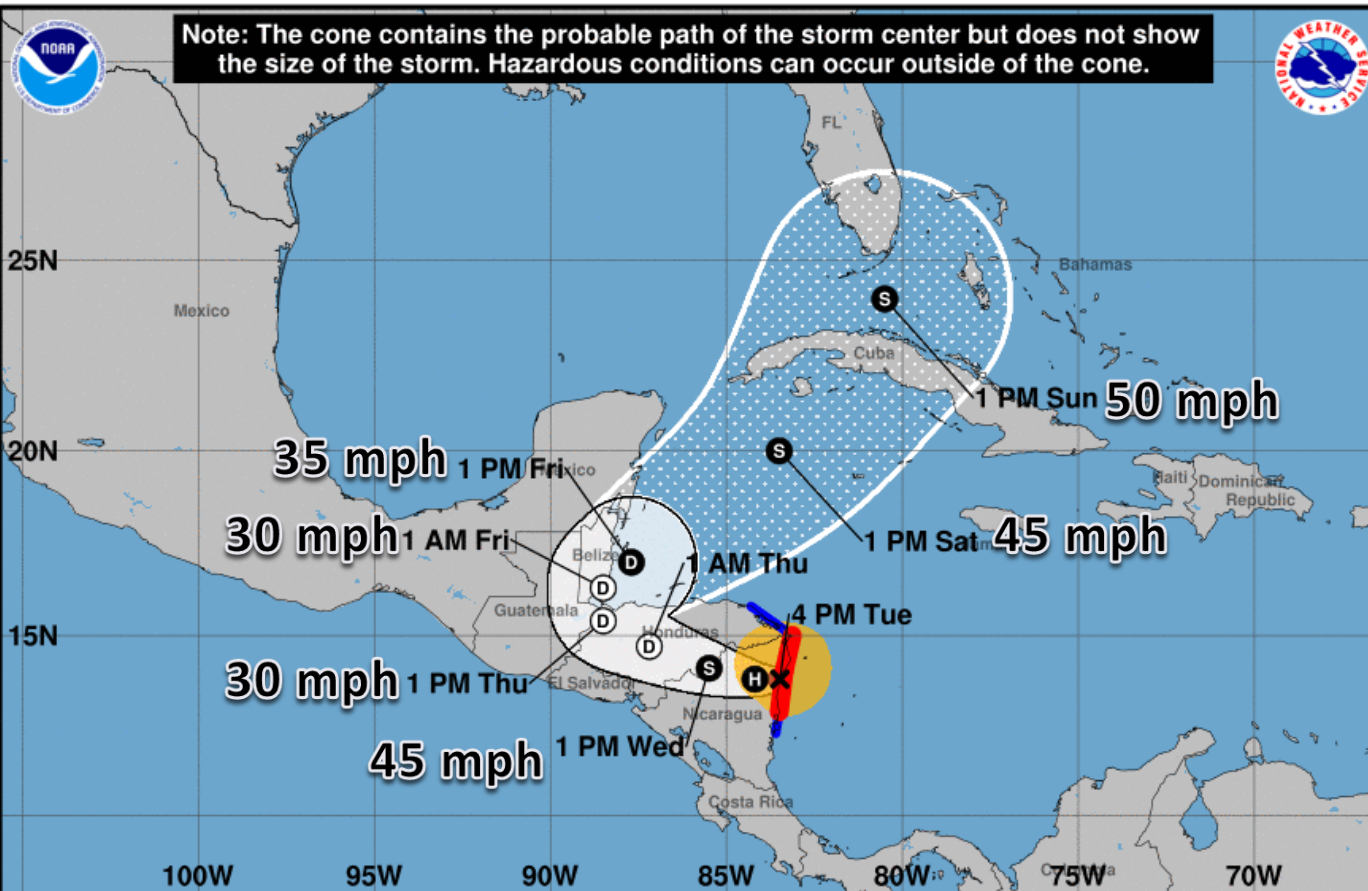 Note: The cone contains the probable path of the storm center but does not show
the size of the storm. Hazardous conditions can occur outside of the cone.
NOAA
NATIONAL WEATHER SERVICE
FL
25N
Bahamas
Mexico
Cuba
1 PM Sun 50 mph
20N
35 mph 1 PM Fri
Haiti
Dominican
Republic
30 mph 1 AM Fri
1 PM Sat 45 mph
Belize
1 AM Thu
Guatemala
4 PM Tue
15N
Honduras
30 mph 1 PM Thu
El Salvador
Nicaragua
45 mph 1 PM Wed
Costa Rica
S
S
D
D
D
D
S
H
100W 95W 90W 85W 80W 75W 70W